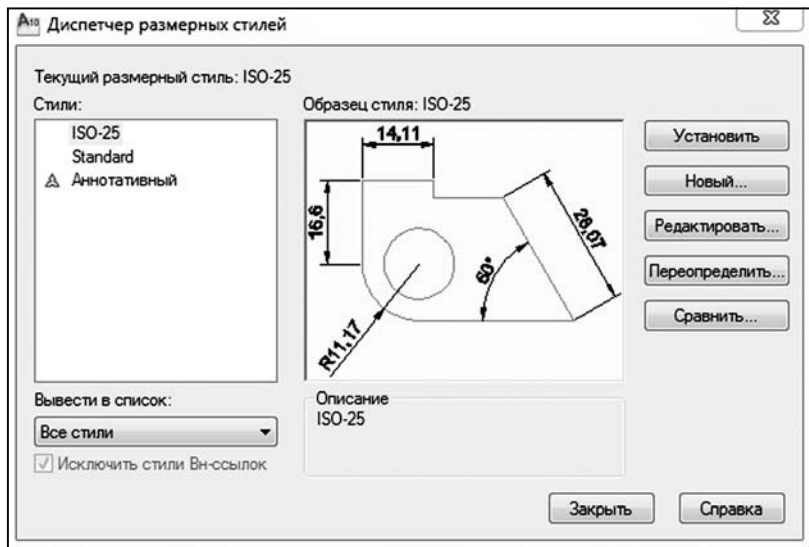 A10 Диспетчер размерных стилей
Текущий размерный стиль: ISO-25
Стили:
ISO-25
Standard
Аннотативный
Образец стиля: ISO-25
14,11
16,6
28,07
60°
R11,17
Установить
Новый...
Редактировать...
Переопределить...
Сравнить...
Вывести в список:
Все стили
Исключить стили Вн-ссылок
Описание
ISO-25
Закрыть
Справка